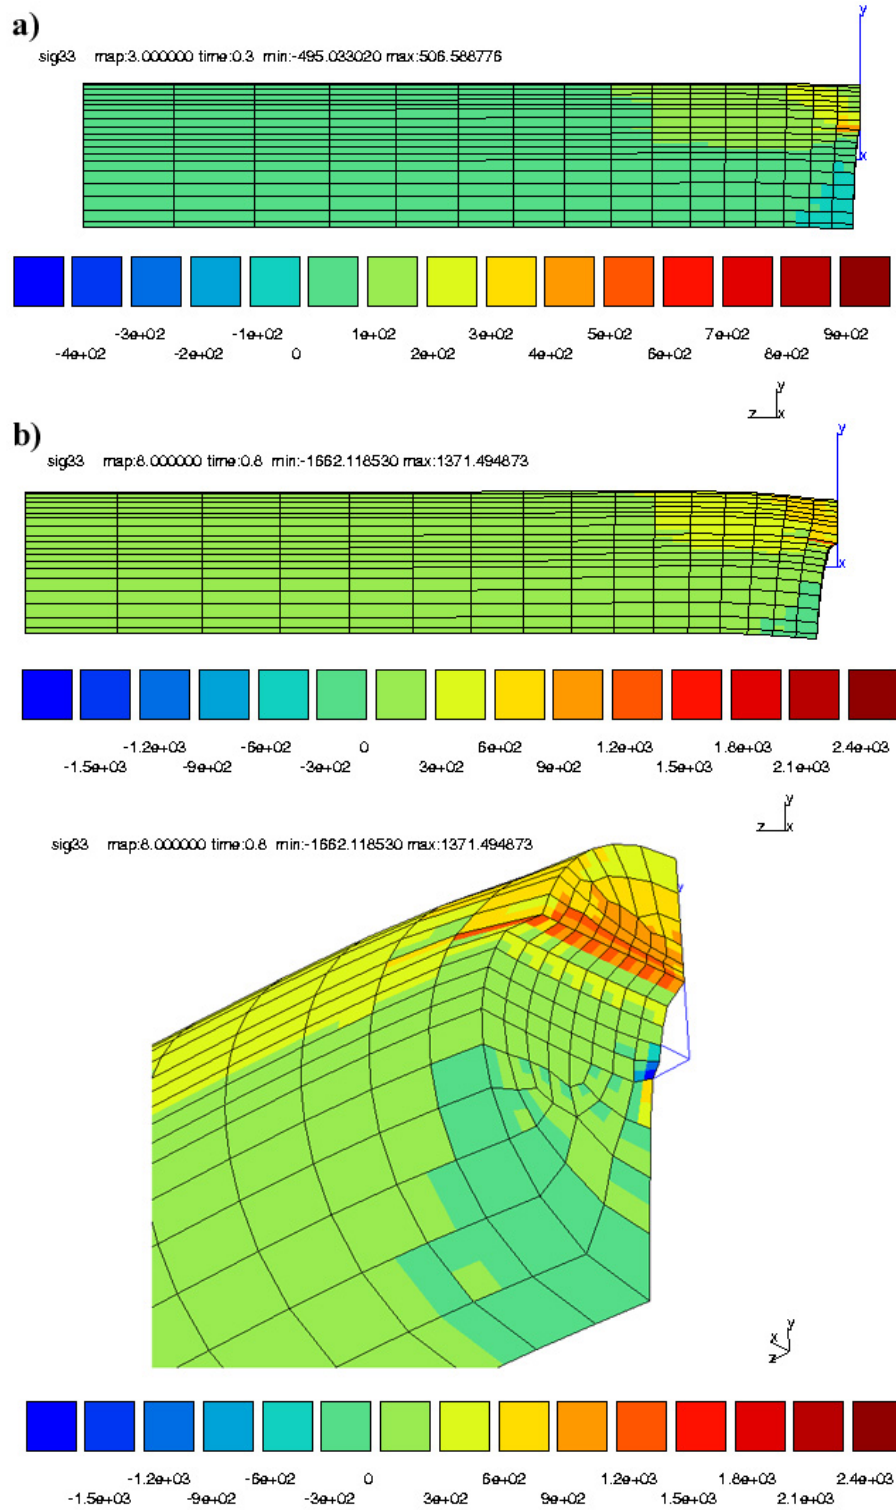 a)
y
sig33 map:3.000000 time:0.3 min:-495.033020 max:506.588776
x
-3e+02 -1e+02 1e+02 3e+02 5e+02 7e+02 9e+02
-4e+02 -2e+02 0 2e+02 4e+02 6e+02 8e+02
y
z x
b)
y
sig33 map:8.000000 time:0.8 min:-1662.118530 max:1371.494873
x
-1.2e+03 -6e+02 0 6e+02 1.2e+03 1.8e+03 2.4e+03
-1.5e+03 -9e+02 -3e+02 3e+02 9e+02 1.5e+03 2.1e+03
y
z x
sig33 map:8.000000 time:0.8 min:-1662.118530 max:1371.494873
y
y
x
z
-1.2e+03 -6e+02 0 6e+02 1.2e+03 1.8e+03 2.4e+03
-1.5e+03 -9e+02 -3e+02 3e+02 9e+02 1.5e+03 2.1e+03